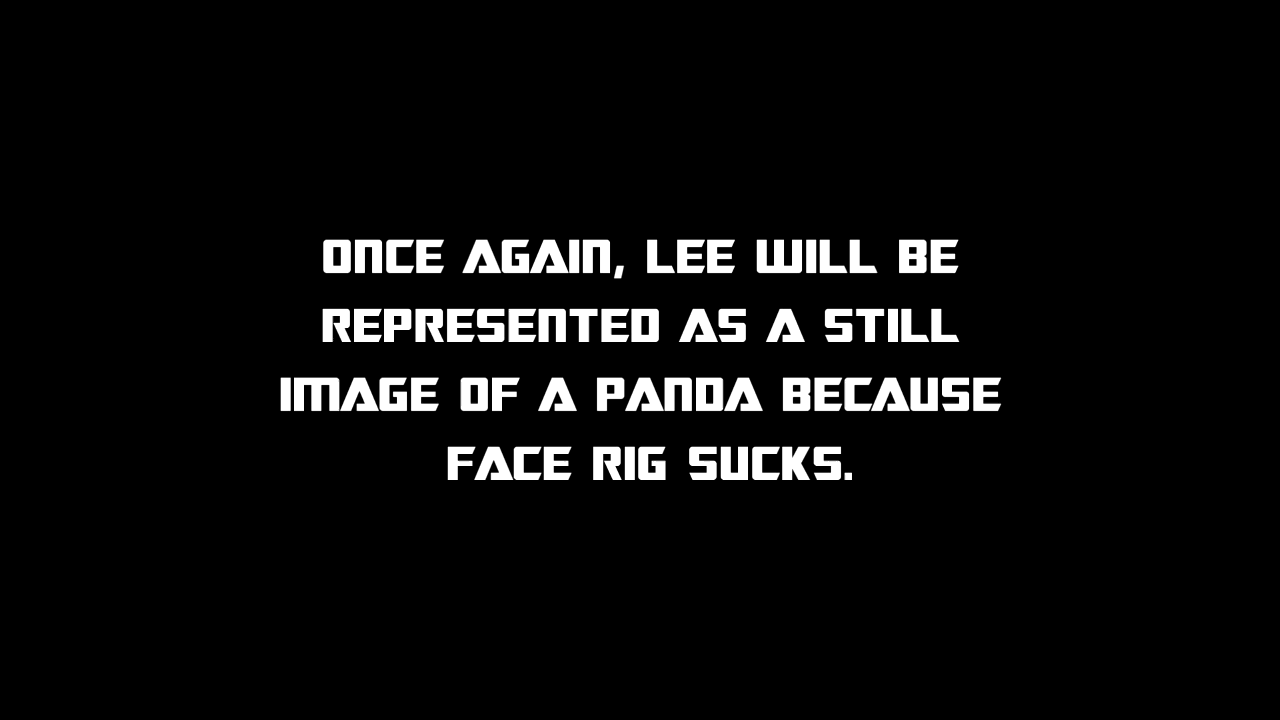 ONCE AGAIN, LEE WILL BE
REPRESENTED AS A STILL
IMAGE OF A PANDA BECAUSE
FACE RIG SUCKS.